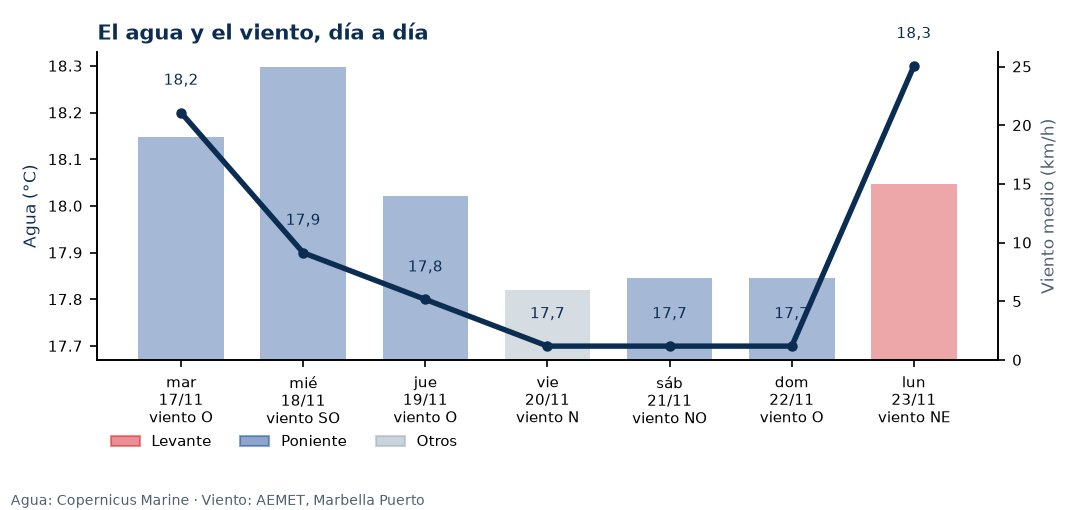 El agua y el viento, día a día
18,3
18,2
17,9
17,8
17,7
17,7
17,7
Agua (°C)
18.3
18.2
18.1
18.0
17.9
17.8
17.7
Viento medio (km/h)
25
20
15
10
5
0
mar
17/11
viento O
mié
18/11
viento SO
jue
19/11
viento O
vie
20/11
viento N
sáb
21/11
viento NO
dom
22/11
viento O
lun
23/11
viento NE
Levante
Poniente
Otros
Agua: Copernicus Marine · Viento: AEMET, Marbella Puerto